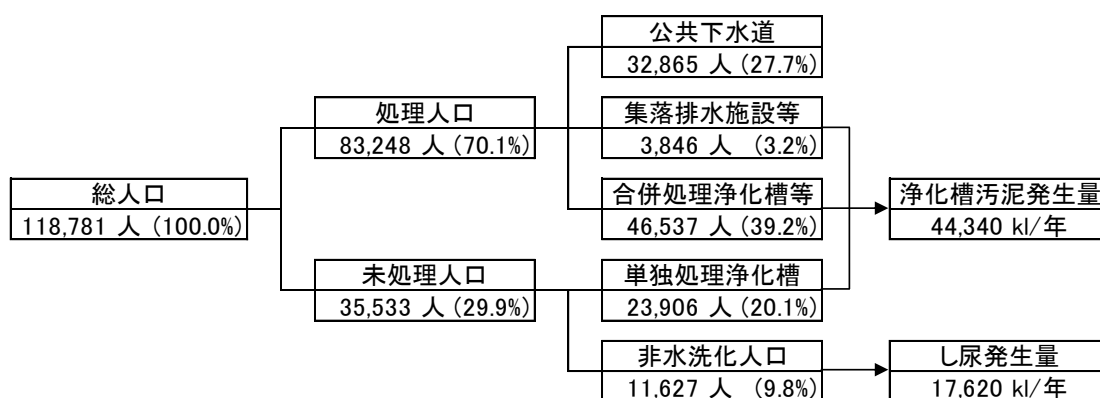 公共下水道
32,865 人 (27.7%)
処理人口
83,248 人 (70.1%)
集落排水施設等
3,846 人 (3.2%)
総人口
118,781 人 (100.0%)
合併処理浄化槽等
46,537 人 (39.2%)
浄化槽汚泥発生量
44,340 kl/年
未処理人口
35,533 人 (29.9%)
単独処理浄化槽
23,906 人 (20.1%)
非水洗化人口
11,627 人 (9.8%)
し尿発生量
17,620 kl/年